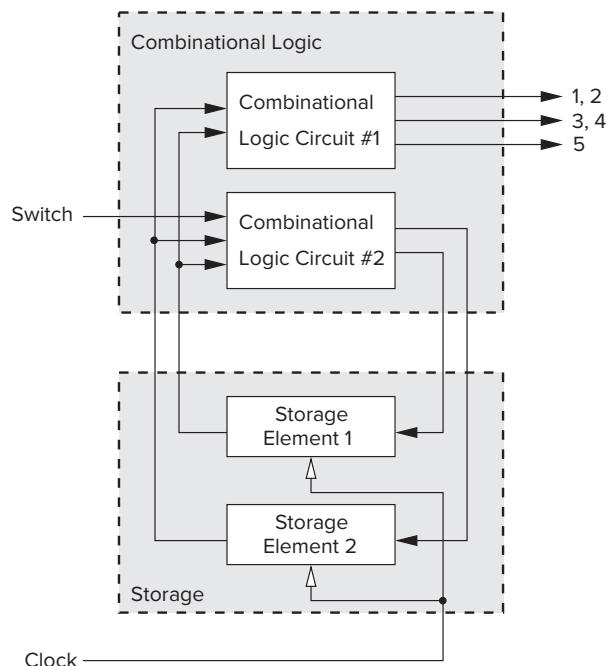 Combinational Logic
Combinational
Logic Circuit #1
1, 2
3, 4
5
Switch
Combinational
Logic Circuit #2
Storage
Element 1
Storage
Element 2
Storage
Clock